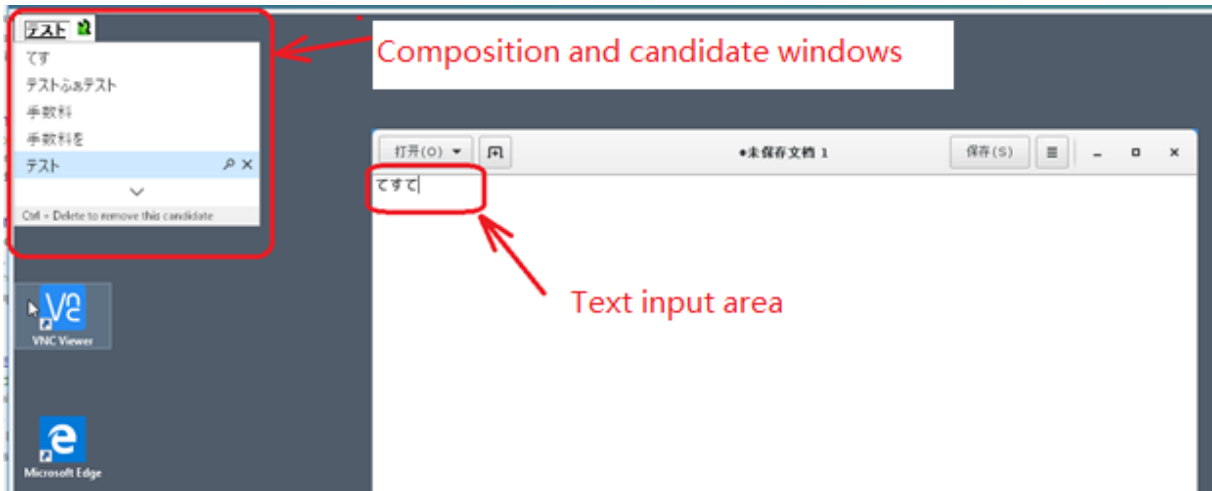 テスト
てす
テストふぁテスト
手数料
手数料を
テスト
Ctrl + Delete to remove this candidate
Composition and candidate windows
打开(O)
•未保存文档 1
保存(S)
てすて
Text input area
VNC Viewer
Microsoft Edge